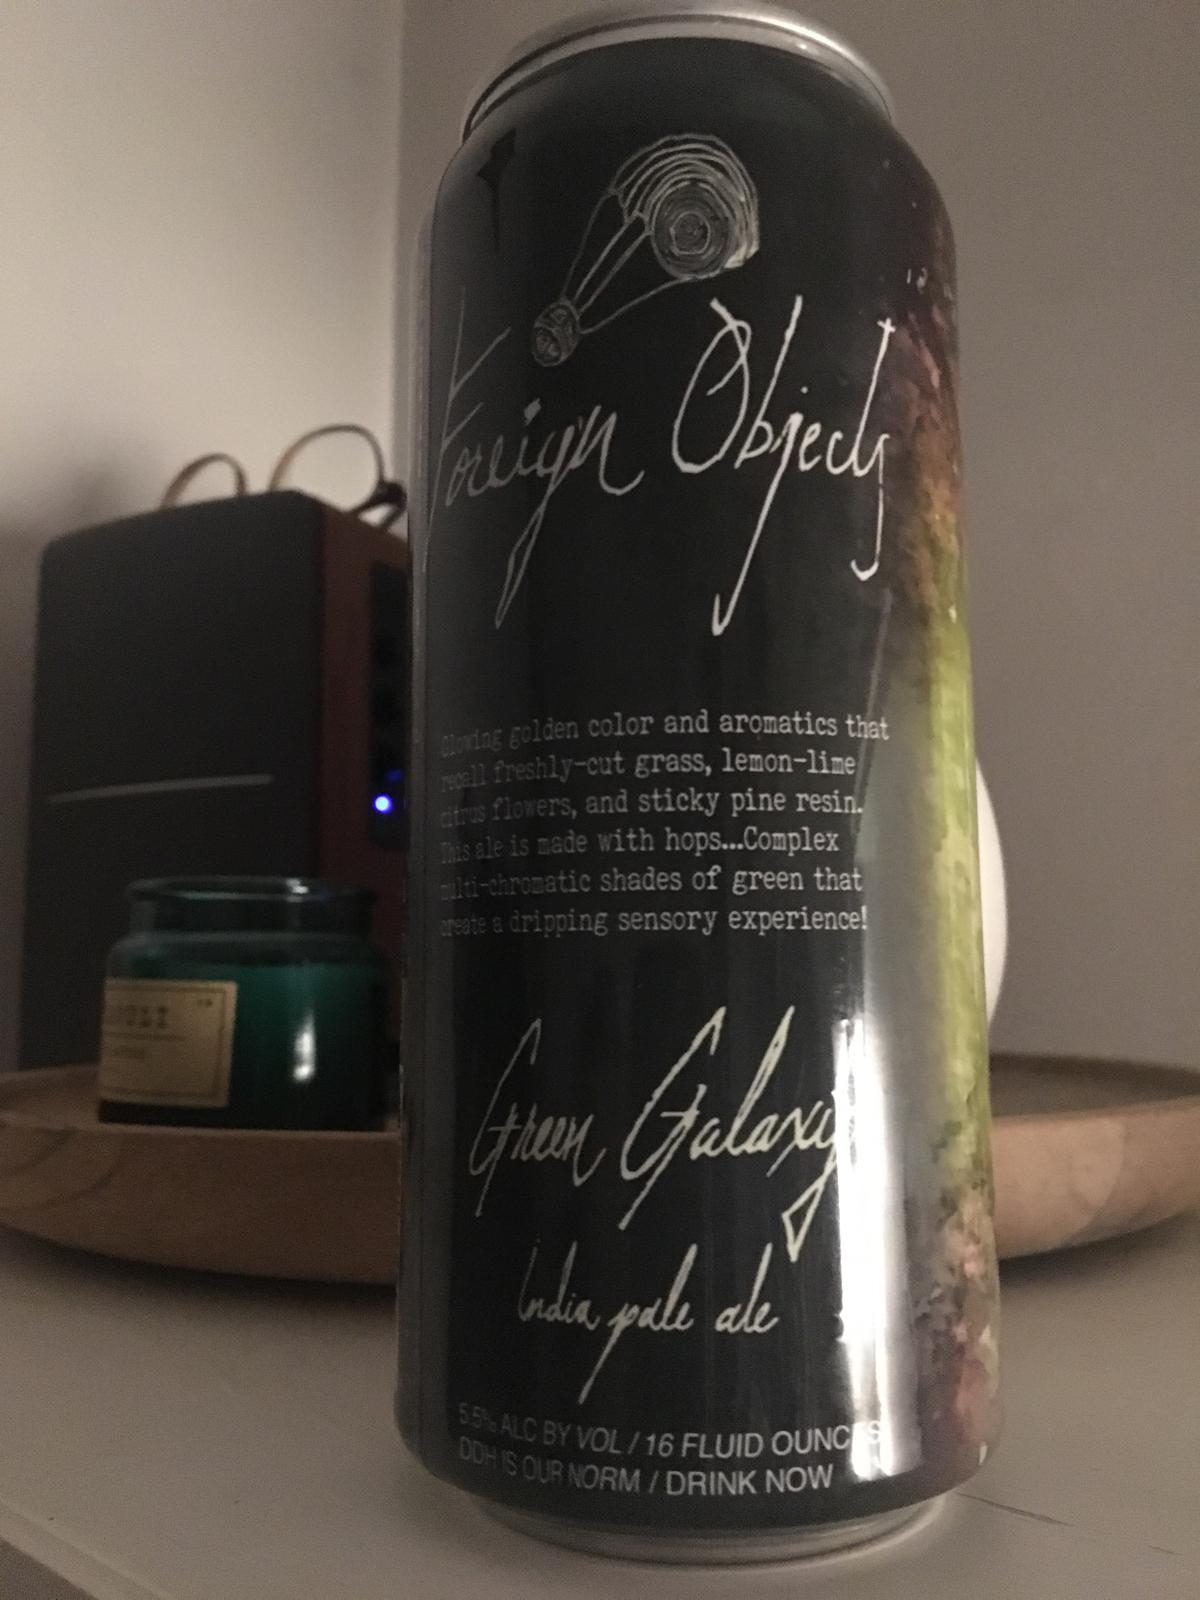 Foreign Objects
Glowing golden color and aromatics that
recall freshly-cut grass, lemon-lime
citrus flowers, and sticky pine resin.
This ale is made with hops...Complex
multi-chromatic shades of green that
create a dripping sensory experience!
Green Galaxy
India pale ale
5.5% ALC BY VOL / 16 FLUID OUNCES
DDH IS OUR NORM / DRINK NOW